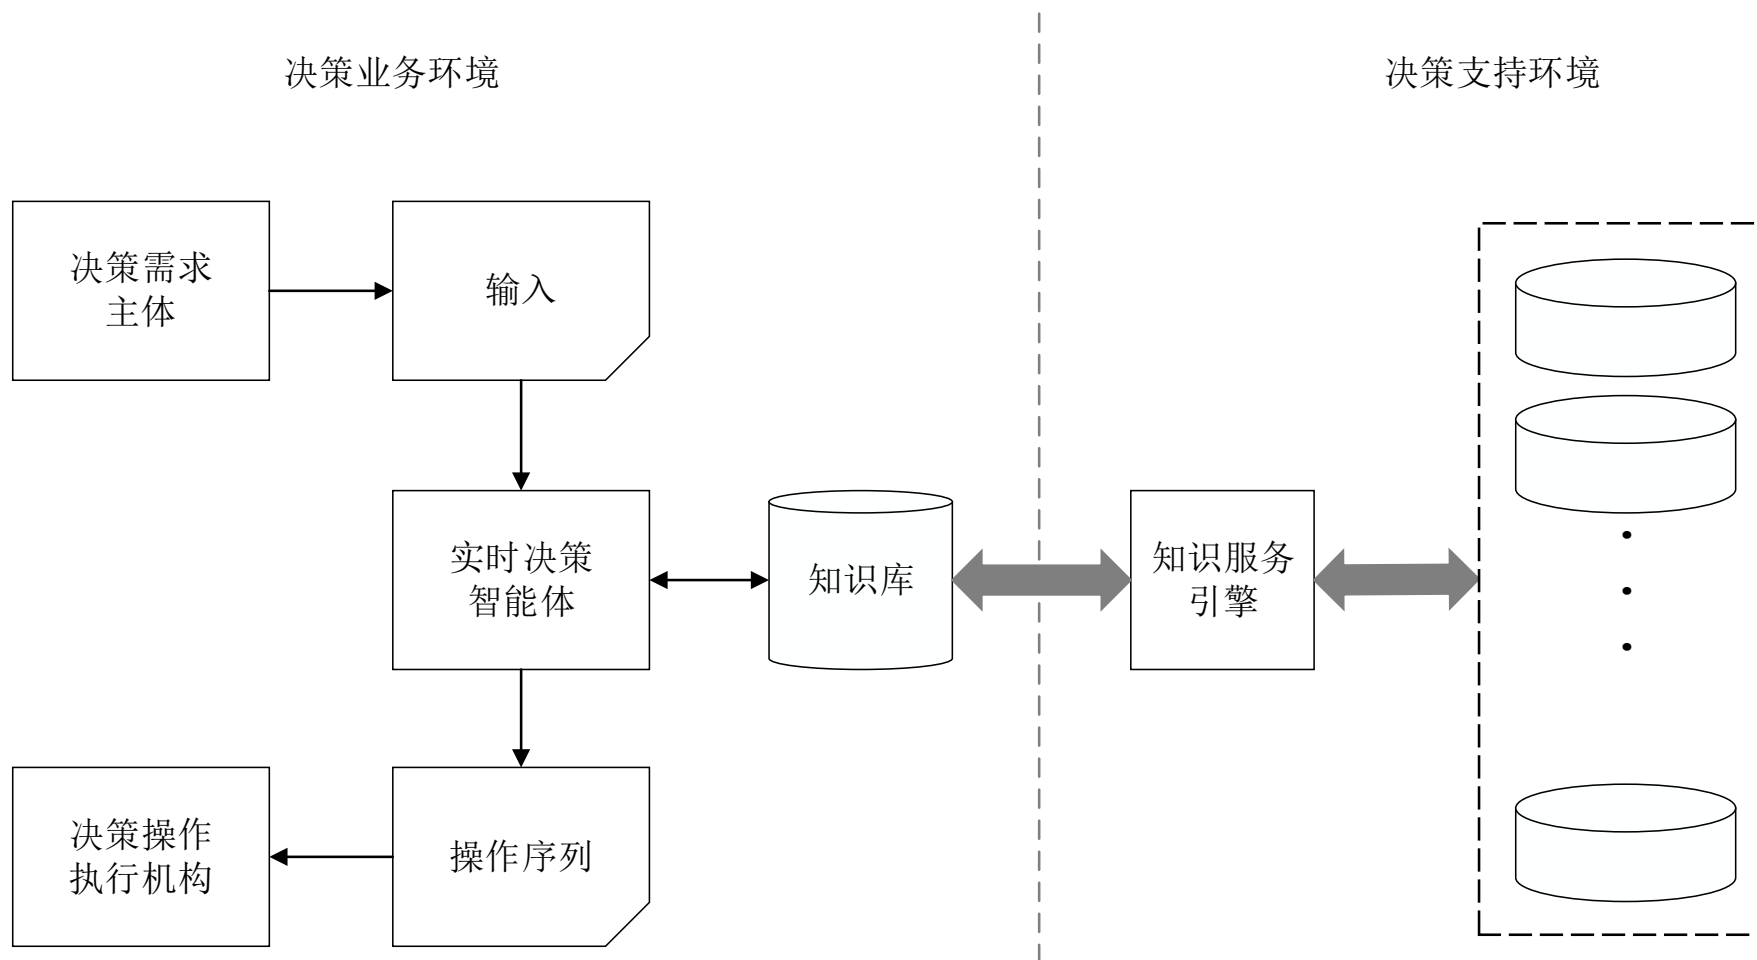 决策业务环境
决策支持环境
决策需求
主体
输入
实时决策
智能体
知识库
知识服务
引擎
决策操作
执行机构
操作序列